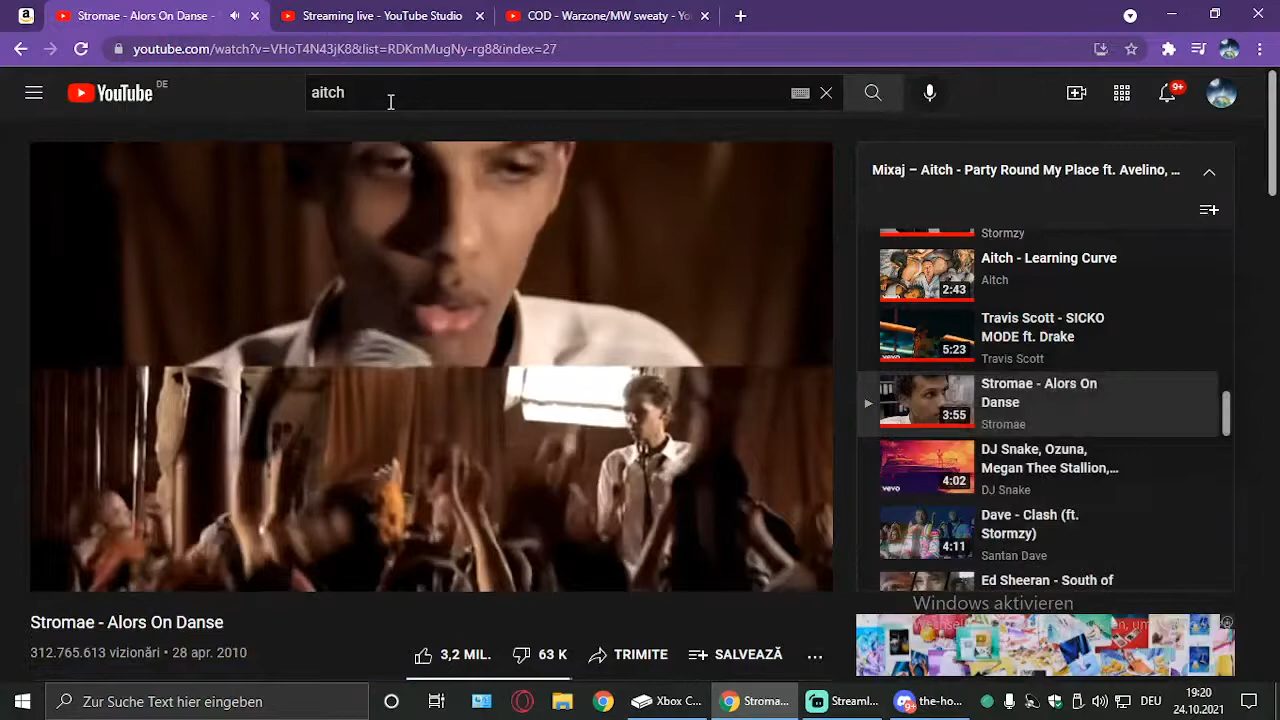 Stromae - Alors On Danse -
Streaming live - YouTube Studio
COD - Warzone/MW sweaty - Yo
youtube.com/watch?v=VHoT4N43jK8&list=RDKmMugNy-rg8&index=27
YouTube DE
aitch
9+
Mixaj – Aitch - Party Round My Place ft. Avelino, ...
Stormzy
Aitch - Learning Curve
Aitch
2:43
Travis Scott - SICKO
MODE ft. Drake
Travis Scott
5:23
vevo
Stromae - Alors On
Danse
Stromae
3:55
DJ Snake, Ozuna,
Megan Thee Stallion,...
DJ Snake
4:02
vevo
Dave - Clash (ft.
Stormzy)
Santan Dave
4:11
Ed Sheeran - South of
Windows aktivieren
Stromae - Alors On Danse
312.765.613 vizionări • 28 apr. 2010
3,2 MIL.
63 K
TRIMITE
SALVEAZĂ
Zur Suche Text hier eingeben
Xbox C...
Stroma...
Streaml...
9+
the-ho...
DEU
19:20
24.10.2021